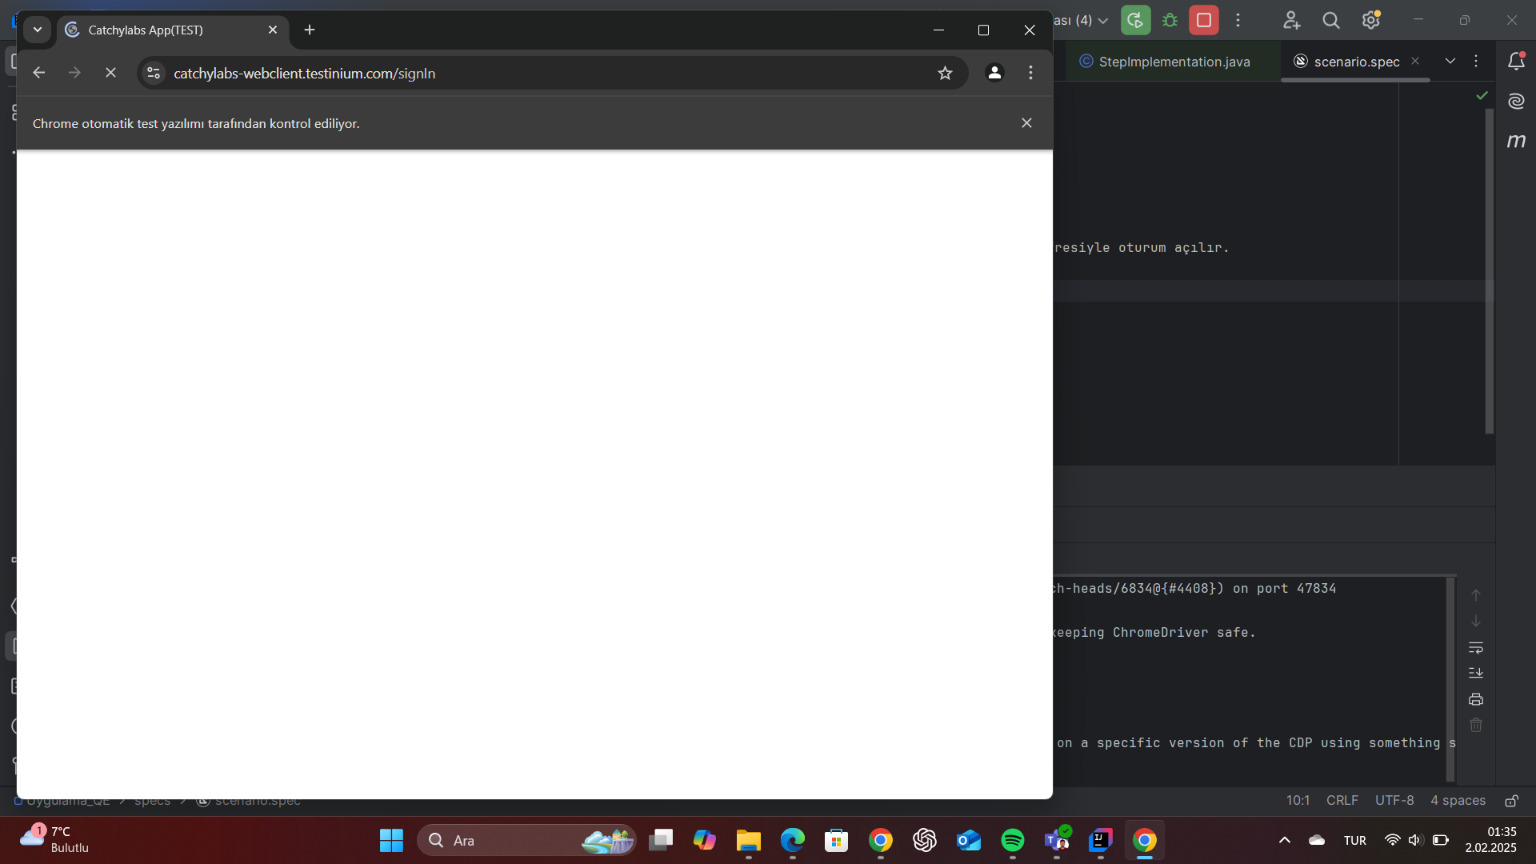 Catchylabs App(TEST)
ası (4)
catchylabs-webclient.testinium.com/signIn
StepImplementation.java
scenario.spec
Chrome otomatik test yazılımı tarafından kontrol ediliyor.
m
resiyle oturum açılır.
ch-heads/6834@{#4408}) on port 47834
keeping ChromeDriver safe.
on a specific version of the CDP using something s
Uygulama_QE > specs > scenario.spec
10:1 CRLF UTF-8 4 spaces
1
7°C
Bulutlu
Ara
TUR
01:35
2.02.2025